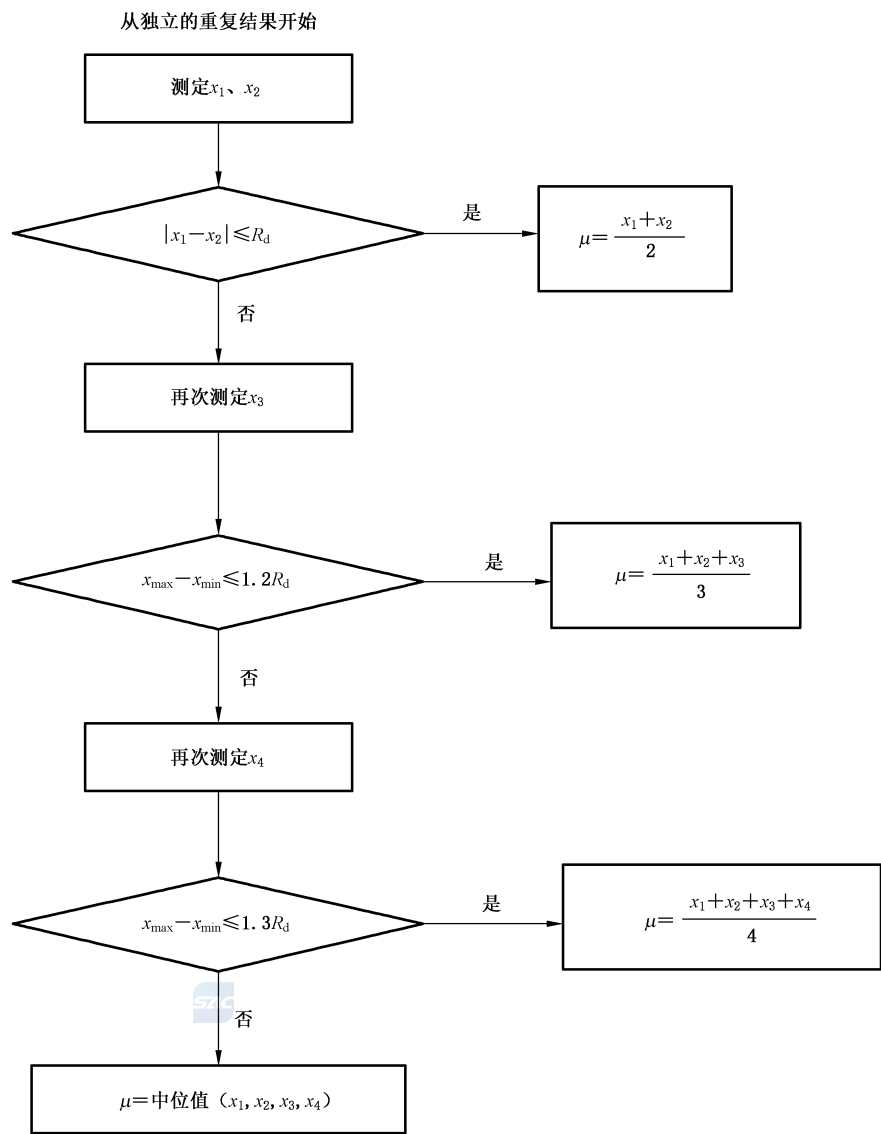 从独立的重复结果开始
测定x₁、x₂
|x₁－x₂|≤R_d
是
μ=(x₁＋x₂)/2
否
再次测定x₃
x_max－x_min≤1.2R_d
是
μ=(x₁＋x₂＋x₃)/3
否
再次测定x₄
x_max－x_min≤1.3R_d
是
μ=(x₁＋x₂＋x₃＋x₄)/4
SAC
否
μ=中位值（x₁,x₂,x₃,x₄）